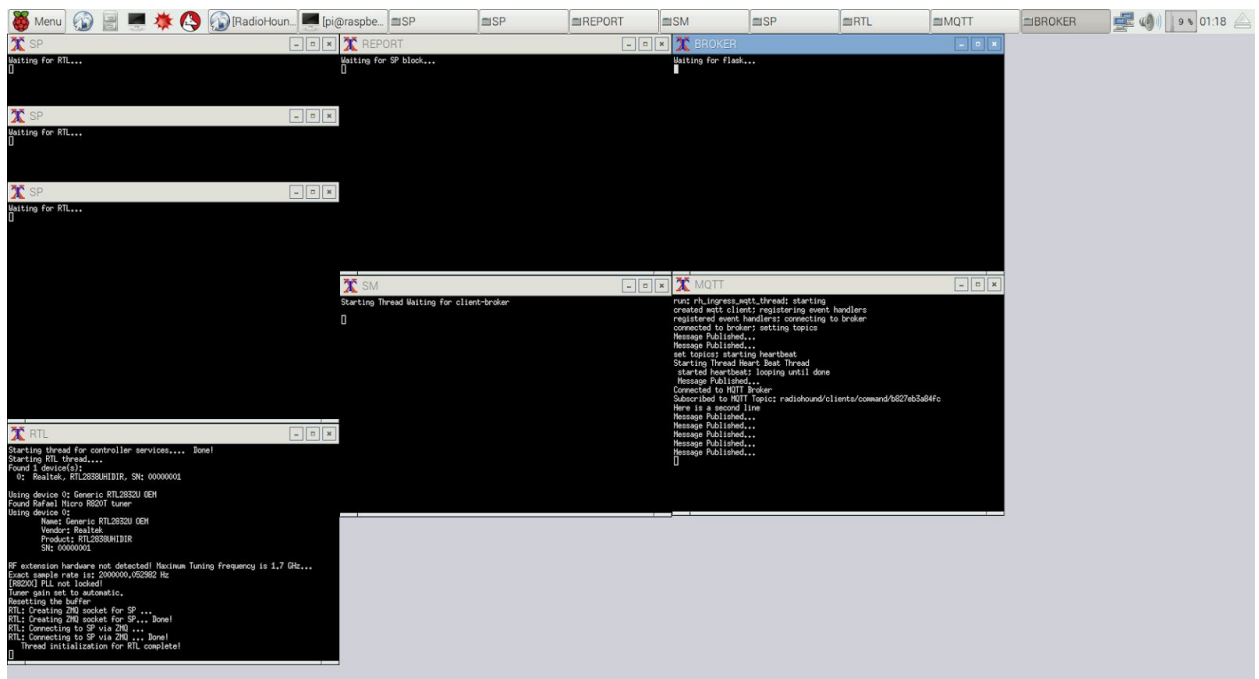 Menu
[RadioHoun...
[pi@raspbe...
SP
SP
REPORT
SM
SP
RTL
MQTT
BROKER
9 %
01:18
SP
Waiting for RTL...
SP
Waiting for RTL...
SP
Waiting for RTL...
RTL
Starting thread for controller services.... Done!
Starting RTL thread....
Found 1 device(s):
0: Realtek, RTL2838UHIDIR, SN: 00000001
Using device 0: Generic RTL2832U OEM
Found Rafael Micro R820T tuner
Using device 0:
Name: Generic RTL2832U OEM
Vendor: Realtek
Product: RTL2838UHIDIR
SN: 00000001
RF extension hardware not detected! Maximum Tuning frequency is 1.7 GHz...
Exact sample rate is: 2000000.052982 Hz
[R82XX] PLL not locked!
Tuner gain set to automatic.
Resetting the buffer
RTL: Creating ZMQ socket for SP ...
RTL: Creating ZMQ socket for SP... Done!
RTL: Connecting to SP via ZMQ ...
RTL: Connecting to SP via ZMQ ... Done!
Thread initialization for RTL complete!
REPORT
Waiting for SP block...
SM
Starting Thread Waiting for client-broker
BROKER
Waiting for flask...
MQTT
run: rh_ingress_mqtt_thread: starting
created mqtt client; registering event handlers
registered event handlers; connecting to broker
connected to broker; setting topics
Message Published...
Message Published...
set topics; starting heartbeat
Starting Thread Heart Beat Thread
started heartbeat; looping until done
Message Published...
Connected to MQTT Broker
Subscribed to MQTT Topic: radiohound/clients/command/b827eb3a84fc
Here is a second line
Message Published...
Message Published...
Message Published...
Message Published...
Message Published...